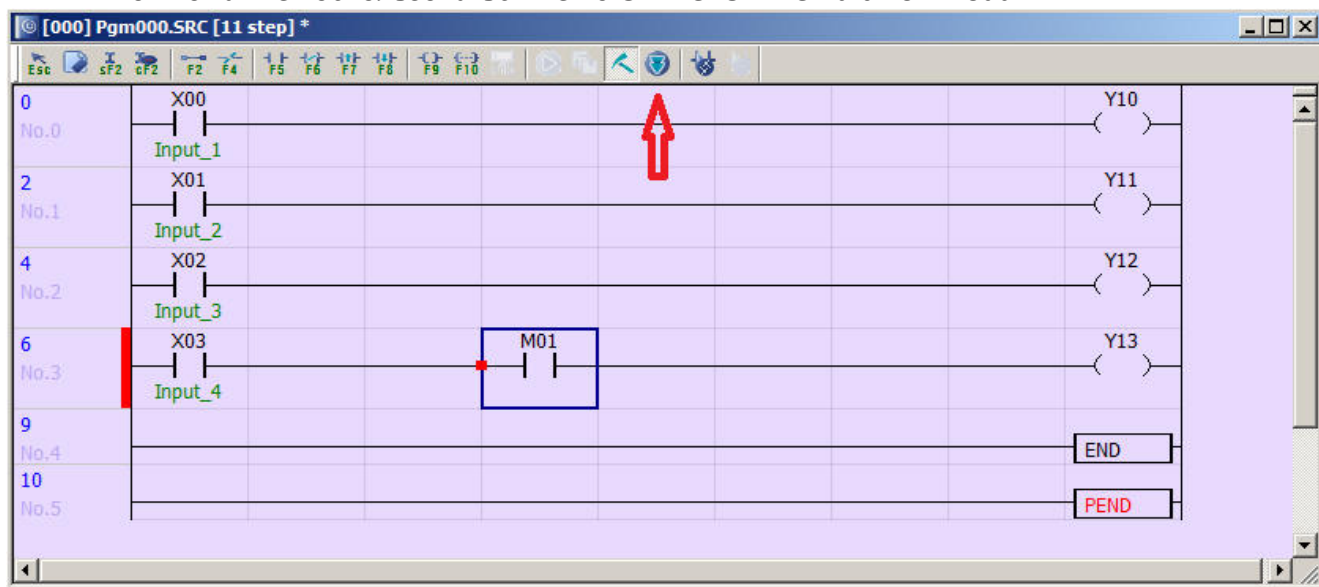 [000] Pgm000.SRC [11 step] *
Esc sF2 cF2 F2 F4 F5 F6 F7 F8 F9 F10
0 X00 Y10
No.0
Input_1
2 X01 Y11
No.1
Input_2
4 X02 Y12
No.2
Input_3
6 X03 M01 Y13
No.3
Input_4
9
No.4 END
10
No.5 PEND